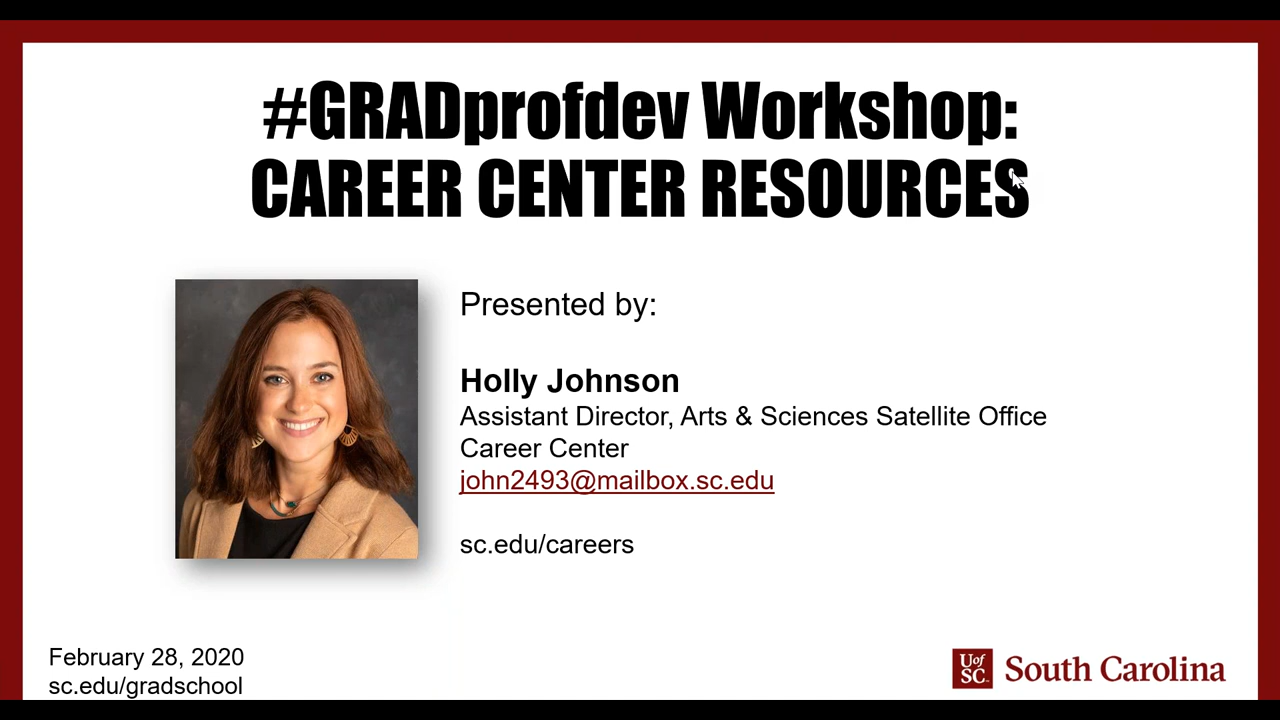 #GRADprofdev Workshop:
CAREER CENTER RESOURCES
Presented by:
Holly Johnson
Assistant Director, Arts & Sciences Satellite Office
Career Center
john2493@mailbox.sc.edu
sc.edu/careers
February 28, 2020
sc.edu/gradschool
UofSC
South Carolina